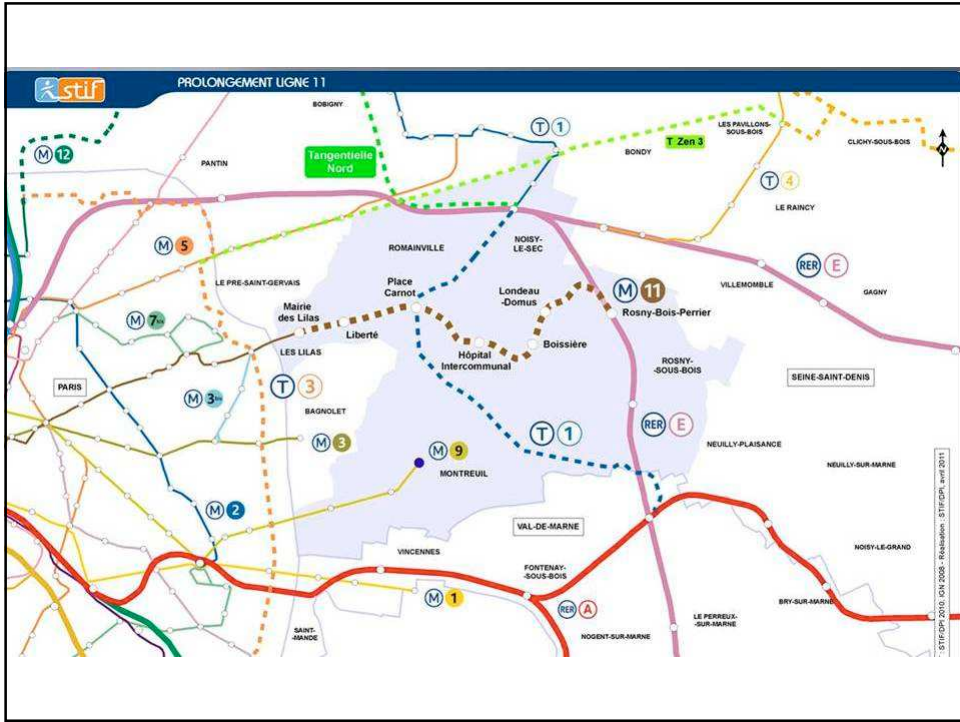 stif
PROLONGEMENT LIGNE 11
BOBIGNY
T 1
LES PAVILLONS-
SOUS-BOIS
CLICHY-SOUS-BOIS
N
M 12
PANTIN
Tangentielle
Nord
BONDY
T Zen 3
T 4
LE RAINCY
M 5
ROMAINVILLE
NOISY-
LE-SEC
RER E
LE PRE-SAINT-GERVAIS
Place
Carnot
Londeau
-Domus
M 11
VILLEMOMBLE
GAGNY
Mairie
des Lilas
Rosny-Bois-Perrier
M 7bis
Liberté
LES LILAS
Hôpital
Intercommunal
Boissière
ROSNY-
SOUS-BOIS
PARIS
T 3
SEINE-SAINT-DENIS
M 3bis
BAGNOLET
T 1
RER E
M 3
M 9
MONTREUIL
NEUILLY-PLAISANCE
NEUILLY-SUR-MARNE
M 2
VAL-DE-MARNE
VINCENNES
NOISY-LE-GRAND
FONTENAY
-SOUS-BOIS
M 1
RER A
BRY-SUR-MARNE
SAINT
-MANDE
NOGENT-SUR-MARNE
LE PERREUX
-SUR-MARNE
: STIF/DPI 2010, IGN 2008 - Réalisation : STIF/DPI, avril 2011